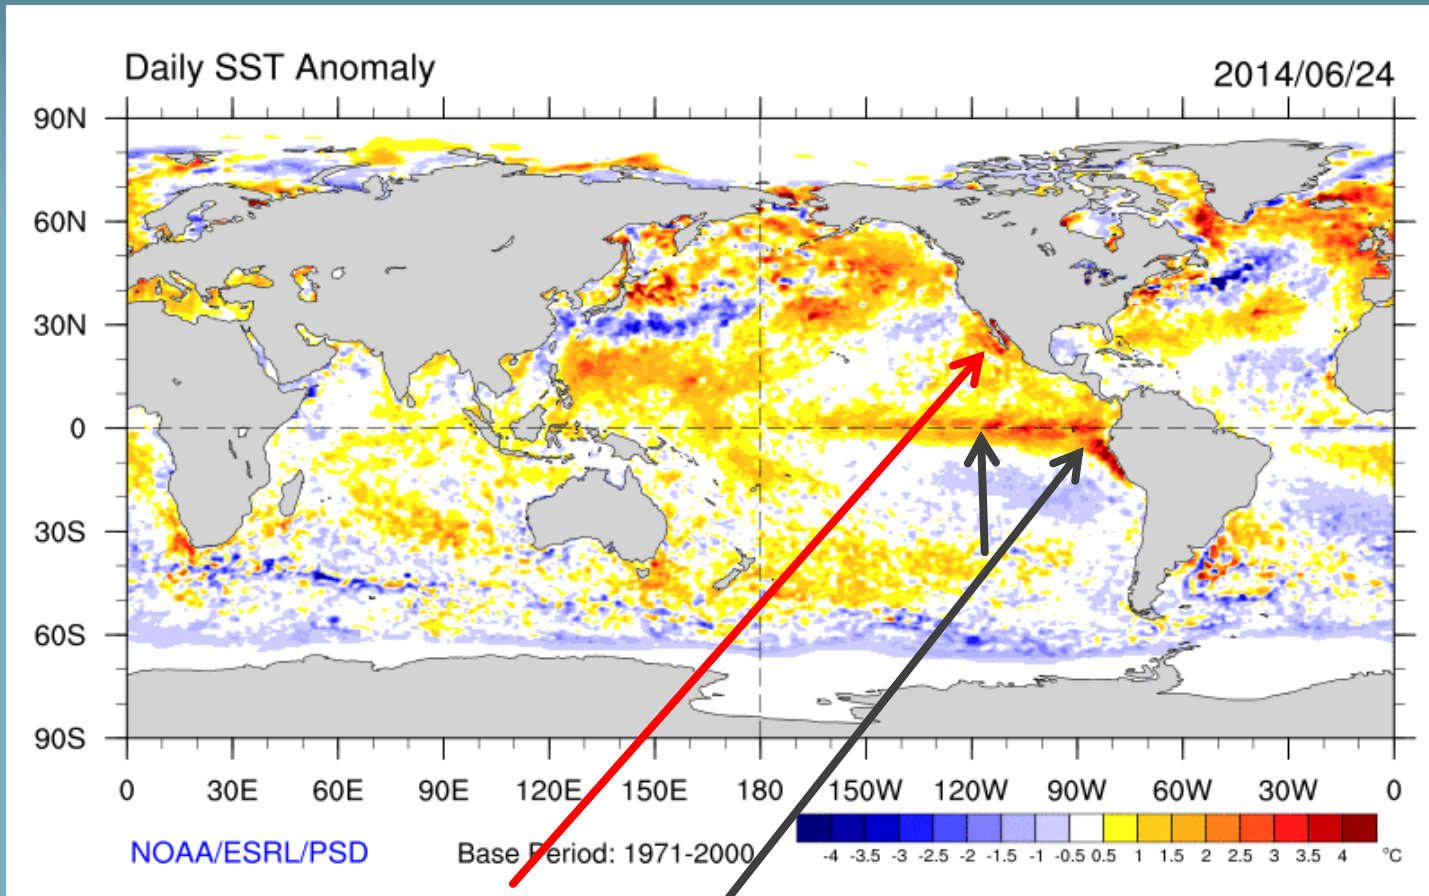 Daily SST Anomaly 2014/06/24
90N
60N
30N
0
30S
60S
90S
0 30E 60E 90E 120E 150E 180 150W 120W 90W 60W 30W 0
-4 -3.5 -3 -2.5 -2 -1.5 -1 -0.5 0.5 1 1.5 2 2.5 3 3.5 4 °C
NOAA/ESRL/PSD Base Period: 1971-2000